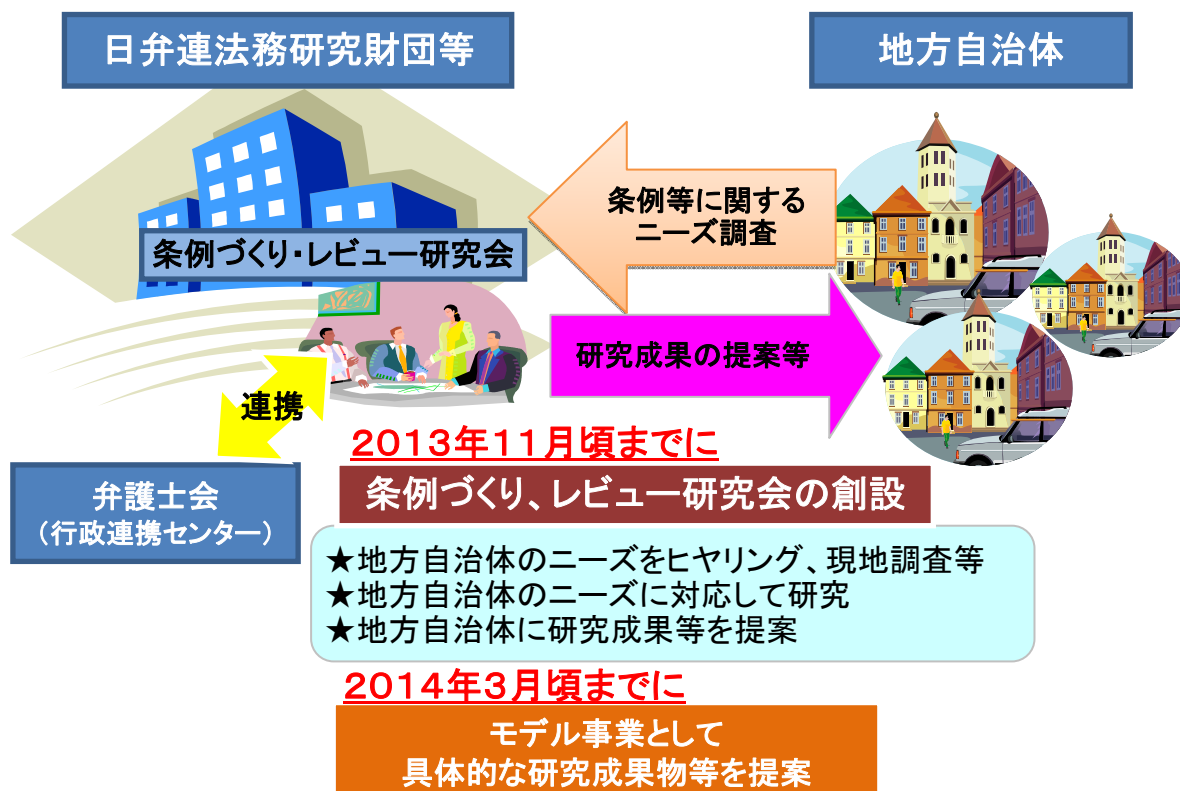 日弁連法務研究財団等
地方自治体
条例等に関する
ニーズ調査
条例づくり・レビュー研究会
研究成果の提案等
連携
弁護士会
（行政連携センター）
２０１３年１１月頃までに
条例づくり、レビュー研究会の創設
★地方自治体のニーズをヒヤリング、現地調査等
★地方自治体のニーズに対応して研究
★地方自治体に研究成果等を提案
２０１４年３月頃までに
モデル事業として
具体的な研究成果物等を提案